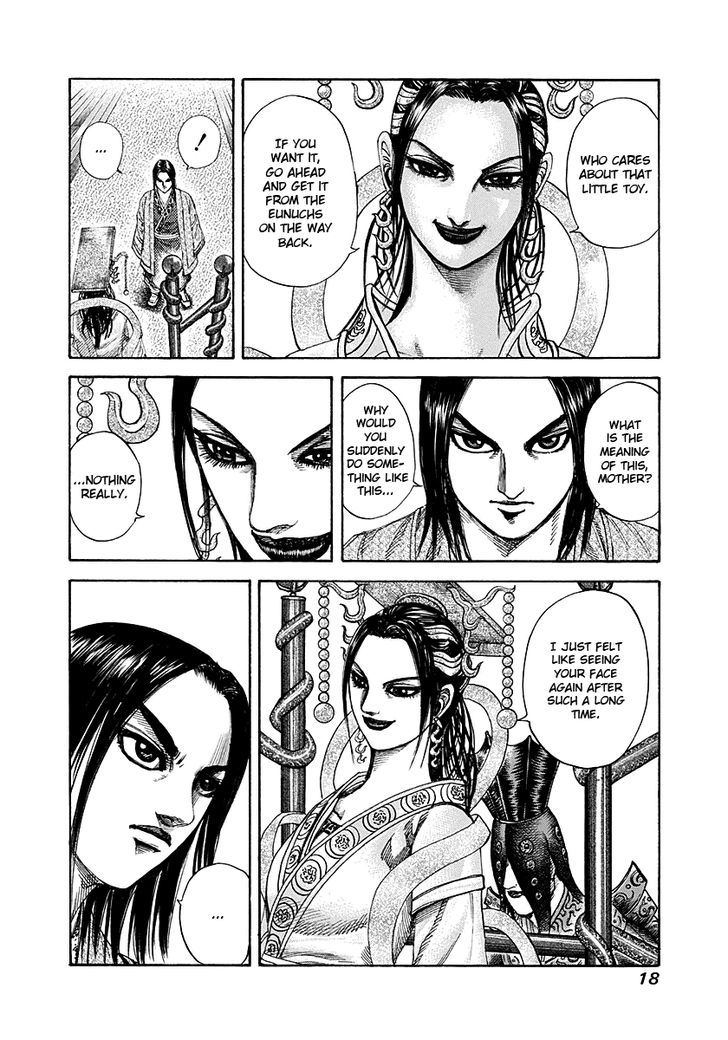 WHO CARES
ABOUT THAT
LITTLE TOY.
IF YOU
WANT IT,
GO AHEAD
AND GET IT
FROM THE
EUNUCHS
ON THE WAY
BACK.
!
...
WHAT
IS THE
MEANING
OF THIS,
MOTHER?
WHY
WOULD
YOU
SUDDENLY
DO SOME-
THING LIKE
THIS...
...NOTHING
REALLY.
I JUST FELT
LIKE SEEING
YOUR FACE
AGAIN AFTER
SUCH A LONG
TIME.
...
18